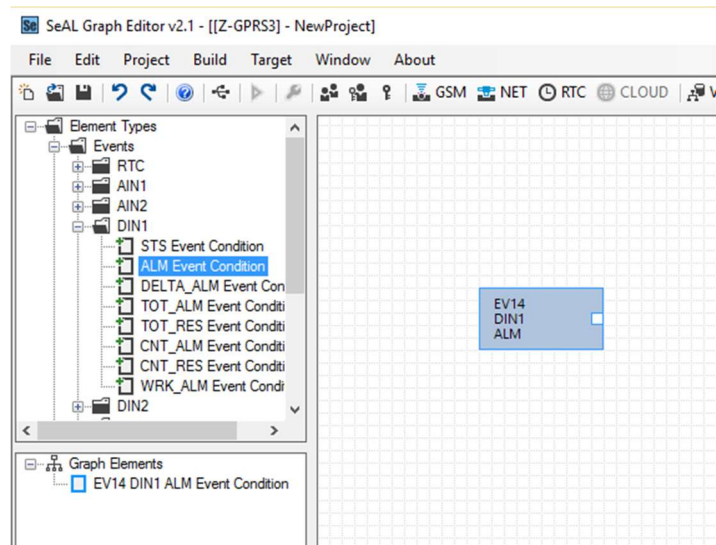 Se SeAL Graph Editor v2.1 - [[Z-GPRS3] - NewProject]
File Edit Project Build Target Window About
GSM NET RTC CLOUD V
Element Types
Events
RTC
AIN1
AIN2
DIN1
STS Event Condition
ALM Event Condition
DELTA_ALM Event Con
TOT_ALM Event Conditi
TOT_RES Event Conditi
CNT_ALM Event Conditi
CNT_RES Event Conditi
WRK_ALM Event Condi
DIN2
Graph Elements
EV14 DIN1 ALM Event Condition
EV14
DIN1
ALM